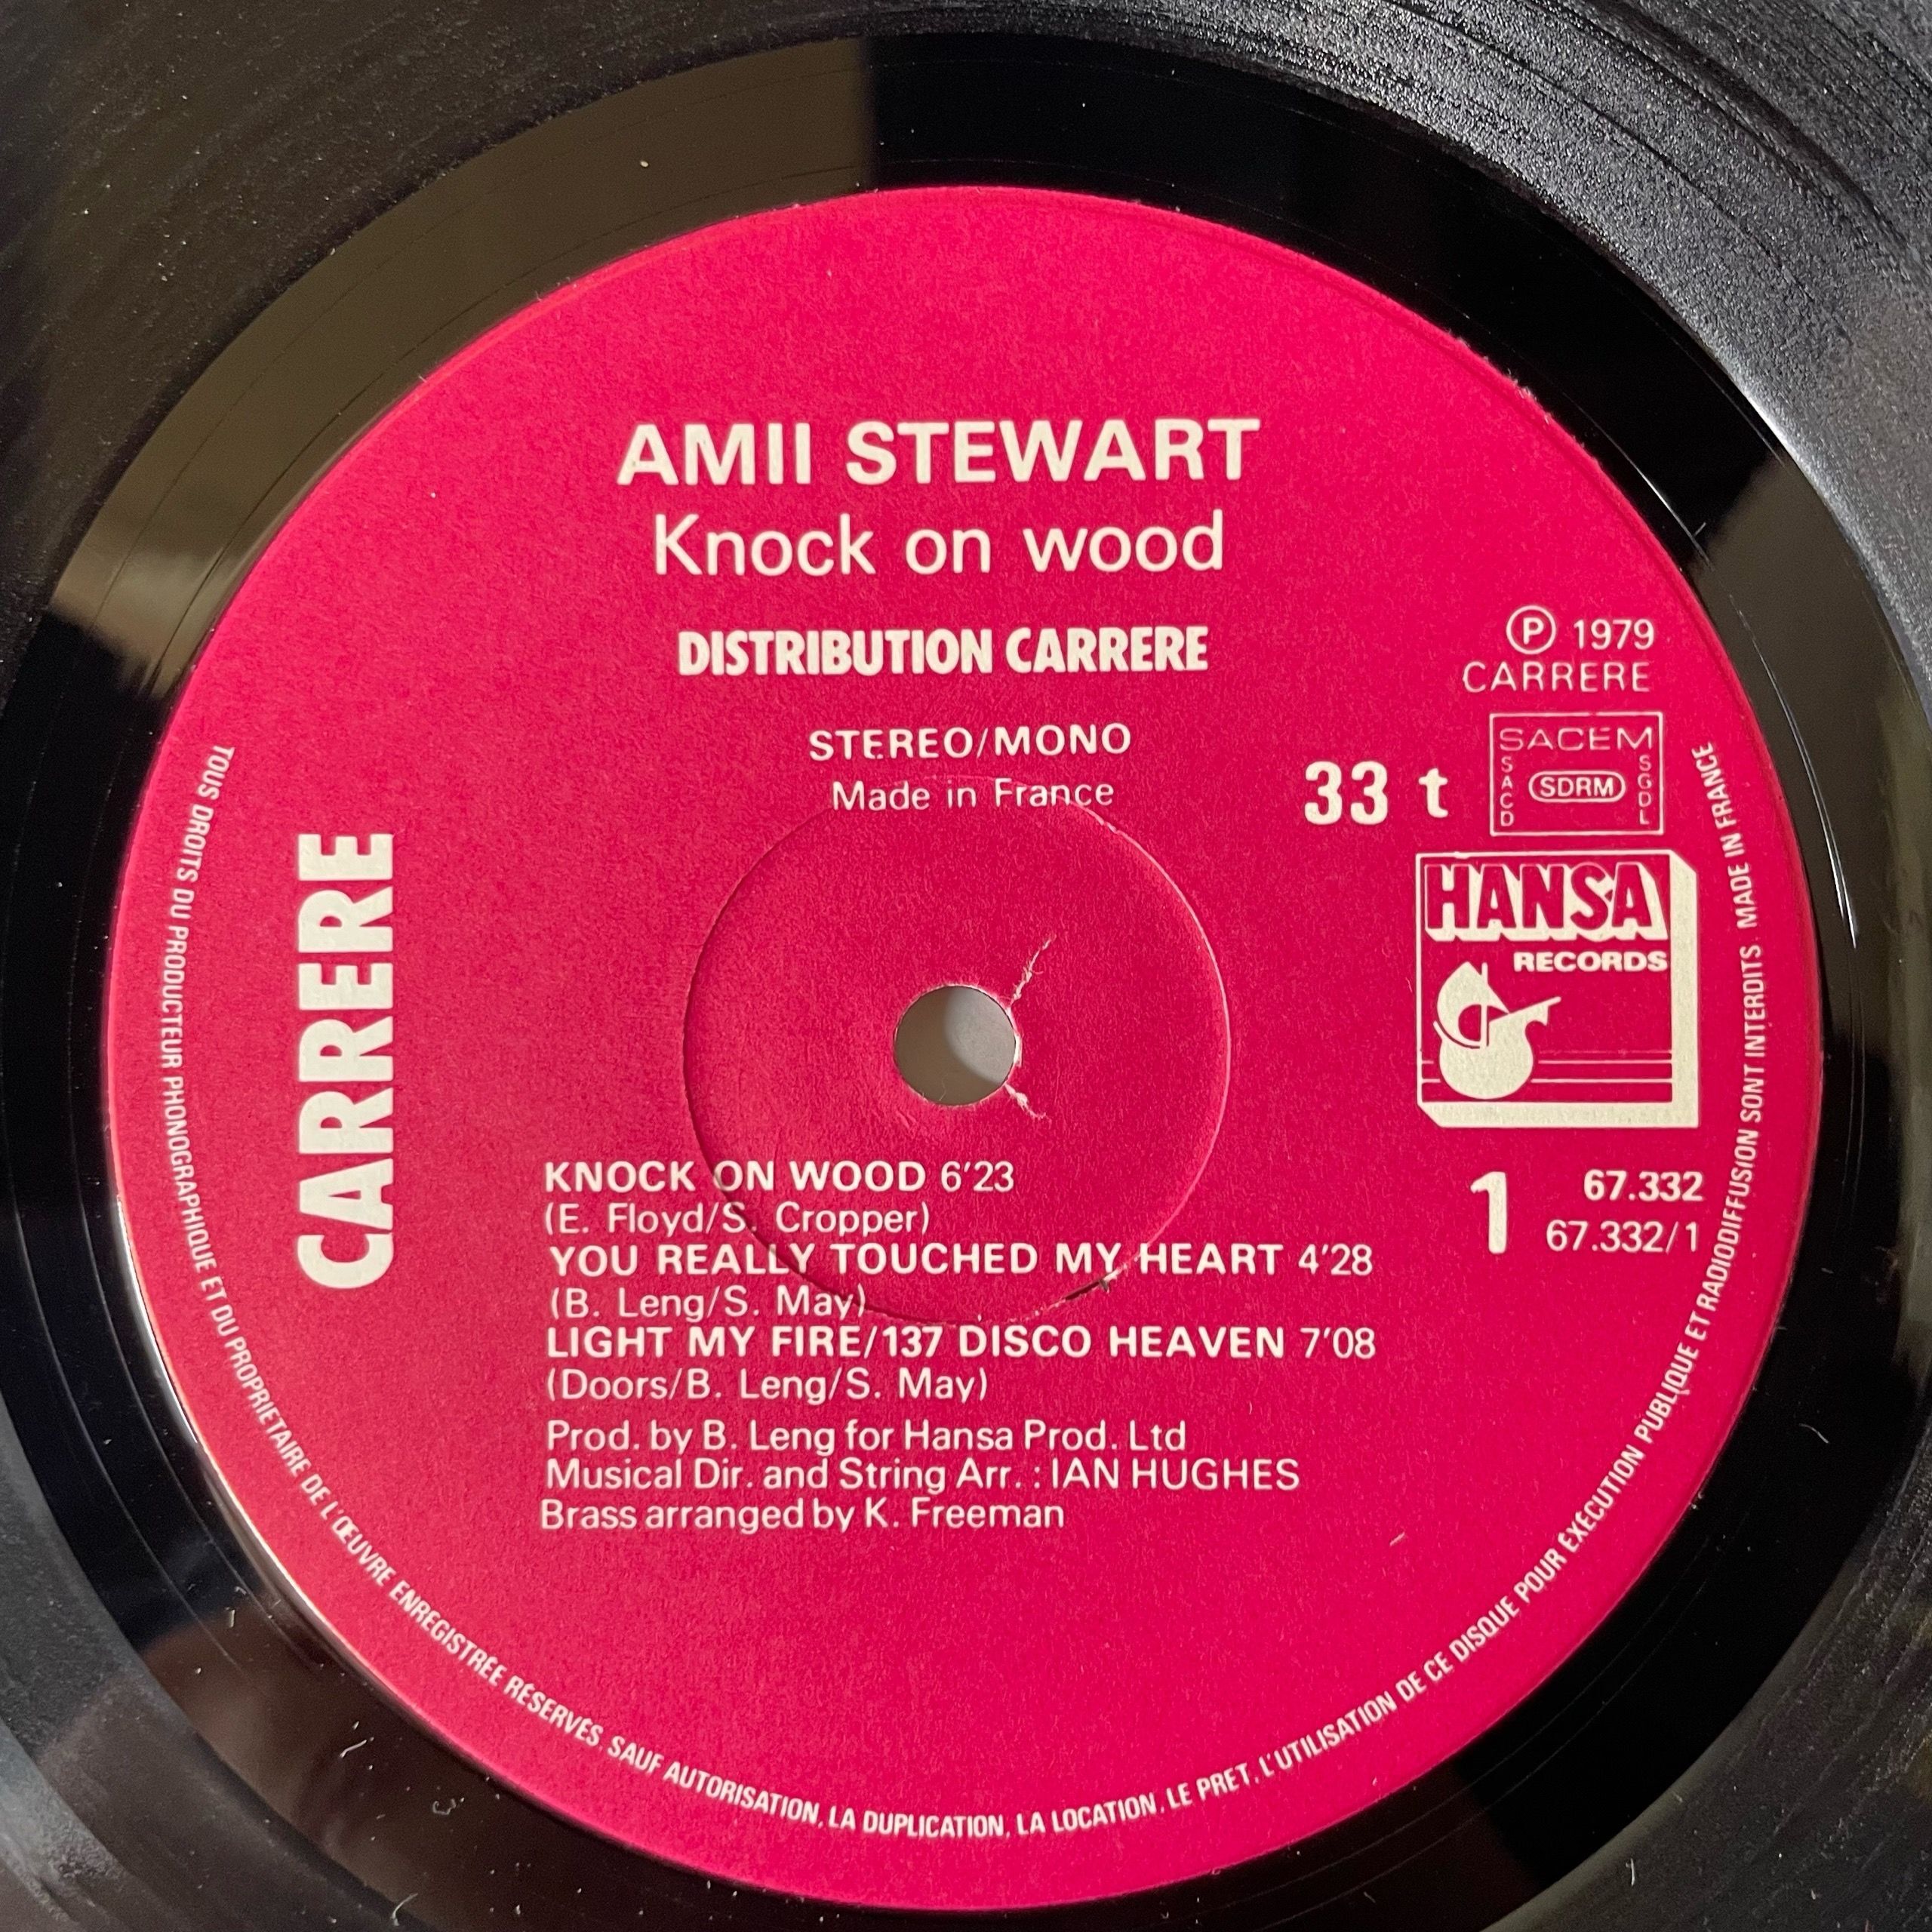 AMII STEWART
Knock on wood
DISTRIBUTION CARRERE
STEREO/MONO
Made in France
33 t
Ⓟ 1979
CARRERE
SACEM
SACD
SDRM
SGDL
HANSA
RECORDS
1
67.332
67.332/1
CARRERE
KNOCK ON WOOD 6'23
(E. Floyd/S. Cropper)
YOU REALLY TOUCHED MY HEART 4'28
(B. Leng/S. May)
LIGHT MY FIRE/137 DISCO HEAVEN 7'08
(Doors/B. Leng/S. May)
Prod. by B. Leng for Hansa Prod. Ltd
Musical Dir. and String Arr. : IAN HUGHES
Brass arranged by K. Freeman
TOUS DROITS DU PRODUCTEUR PHONOGRAPHIQUE ET DU PROPRIETAIRE DE L'ŒUVRE ENREGISTRÉE RÉSERVÉS. SAUF AUTORISATION, LA DUPLICATION, LA LOCATION, LE PRET, L'UTILISATION DE CE DISQUE POUR EXÉCUTION PUBLIQUE ET RADIODIFFUSION SONT INTERDITS. MADE IN FRANCE